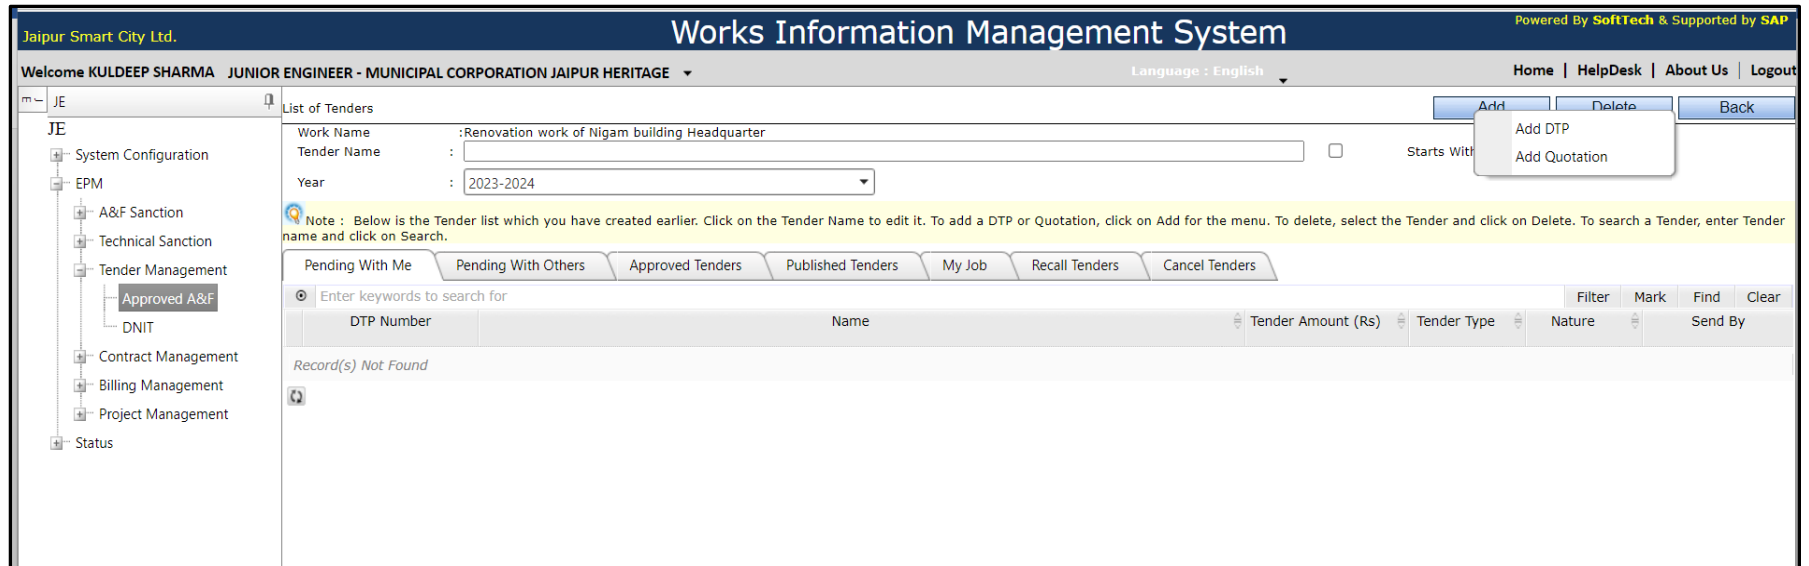 Jaipur Smart City Ltd.
Works Information Management System
Powered By SoftTech & Supported by SAP
Welcome KULDEEP SHARMA JUNIOR ENGINEER - MUNICIPAL CORPORATION JAIPUR HERITAGE
Language : English
Home | HelpDesk | About Us | Logout
JE
JE
System Configuration
EPM
A&F Sanction
Technical Sanction
Tender Management
Approved A&F
DNIT
Contract Management
Billing Management
Project Management
Status
List of Tenders
Add Delete Back
Add DTP
Add Quotation
Work Name :Renovation work of Nigam building Headquarter
Tender Name : Starts With
Year : 2023-2024
Note : Below is the Tender list which you have created earlier. Click on the Tender Name to edit it. To add a DTP or Quotation, click on Add for the menu. To delete, select the Tender and click on Delete. To search a Tender, enter Tender
name and click on Search.
Pending With Me Pending With Others Approved Tenders Published Tenders My Job Recall Tenders Cancel Tenders
Enter keywords to search for Filter Mark Find Clear
DTP Number Name Tender Amount (Rs) Tender Type Nature Send By
Record(s) Not Found